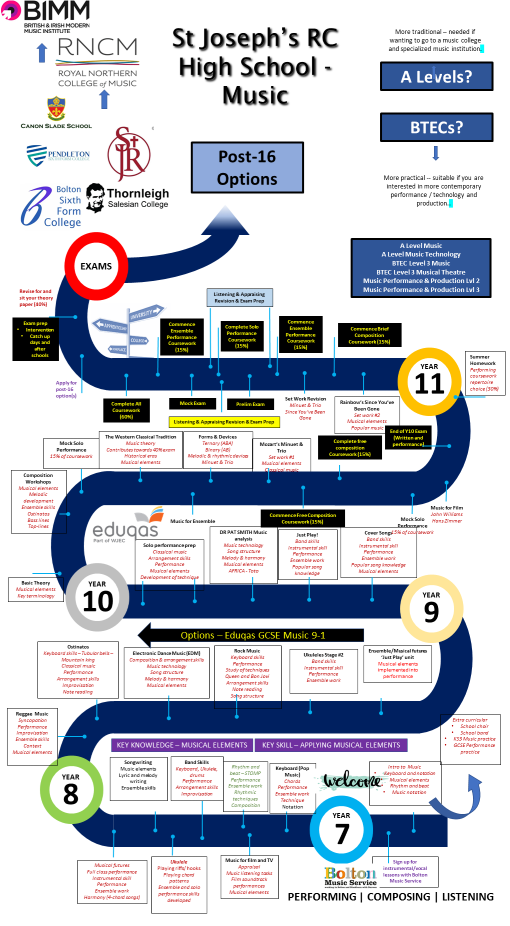 BIMM
BRITISH & IRISH MODERN
MUSIC INSTITUTE
RNCM
ROYAL NORTHERN
COLLEGE of MUSIC
CANON SLADE SCHOOL
PENDLETON
Bolton
Sixth
Form
College
Thornleigh
Salesian College
St Joseph's RC
High School -
Music
More traditional – needed if
wanting to go to a music college
and specialized music institution.
A Levels?
BTECs?
More practical – suitable if you are
interested in more contemporary
performance / technology and
production.
Post-16
Options
A Level Music
A Level Music Technology
BTEC Level 3 Music
BTEC Level 3 Musical Theatre
Music Performance & Production Lvl 2
Music Performance & Production Lvl 3
EXAMS
Revise for and
sit your theory
paper (40%)
Exam prep
• Intervention
• Catch up
days and
after
schools
Apply for
post-16
option(s)
UNIVERSITY
APPRENTICESHIP
COLLEGE
Listening & Appraising
Revision & Exam Prep
Commence
Ensemble
Performance
Coursework
(15%)
Complete Solo
Performance
Coursework
(15%)
Commence
Ensemble
Performance
Coursework
(15%)
Commence Brief
Composition
Coursework (15%)
YEAR
11
Summer
Homework
Performing
coursework
repertoire
choice (30%)
Complete All
Coursework
(60%)
Mock Exam
Prelim Exam
Set Work Revision
Minuet & Trio
Since You've
Been Gone
Rainbow's Since You've
Been Gone
Set work #2
Musical elements
Popular music
End of Y10 Exam
(Written and
performance)
Listening & Appraising Revision & Exam Prep
Mock Solo
Performance
15% of coursework
The Western Classical Tradition
Music theory
Contributes towards 40% exam
Historical eras
Musical elements
Forms & Devices
Ternary (ABA)
Binary (AB)
Melodic & rhythmic devices
Minuet & Trio
Mozart's Minuet &
Trio
Set work #1
Musical elements
Classical music
Complete free
composition
Coursework (15%)
Composition
Workshops
Musical elements
Melodic
development
Ensemble skills
Ostinatos
Bass lines
Top-lines
eduqas
Part of WJEC
Music for Ensemble
Commence Free Composition
Coursework (15%)
Mock Solo
Performance
15% of coursework
Music for Film
John Williams
Hans Zimmer
Solo performance prep
Classical music
Arrangement skills
Performance
Musical elements
Development of technique
DR PAT SMITH Music
analysis
Music technology
Song structure
Melody & harmony
Musical elements
AFRICA - Toto
Just Play!
Band skills
Instrumental skill
Performance
Ensemble work
Popular song
knowledge
Cover Songs
Band skills
Instrumental skill
Performance
Ensemble work
Popular song knowledge
Musical elements
Basic Theory
Musical elements
Key terminology
YEAR
10
YEAR
9
Options – Eduqas GCSE Music 9-1
Ostinatos
Keyboard skills – Tubular bells –
Mountain king
Classical music
Performance
Arrangement skills
Improvisation
Note reading
Electronic Dance Music (EDM)
Composition & arrangement skills
Music technology
Song structure
Melody & harmony
Musical elements
Rock Music
Keyboard skills
Performance
Study of techniques
Queen and Bon Jovi
Arrangement skills
Note reading
Song structure
Ukuleles Stage #2
Band skills
Instrumental skill
Performance
Ensemble work
Ensemble/Musical futures
'Just Play' unit
Musical elements
implemented into
performance
Reggae Music
Syncopation
Performance
Improvisation
Ensemble skills
Context
Musical elements
Extra curricular
• School choir
• School band
• KS3 Music practice
• GCSE Performance
practice
KEY KNOWLEDGE – MUSICAL ELEMENTS
KEY SKILL – APPLYING MUSICAL ELEMENTS
YEAR
8
Songwriting
Music elements
Lyric and melody
writing
Ensemble skills
Band Skills
Keyboard, Ukulele,
drums
Performance
Arrangement skills
Improvisation
Rhythm and
beat – STOMP
Performance
Ensemble work
Rhythmic
techniques
Composition
Keyboard (Pop
Music)
Chords
Performance
Ensemble work
Technique
Notation
welcome
Intro to Music
• Keyboard and notation
• Musical elements
• Rhythm and beat
• Music notation
YEAR
7
Musical futures
Full class performance
Instrumental skill
Performance
Ensemble work
Harmony (4-chord songs)
Ukulele
Playing riffs/ hooks
Playing chord
patterns
Ensemble and solo
performance skills
developed
Music for film and TV
Appraisal
Music listening tasks
Film soundtrack
performances
Musical elements
Bolton
Music Service
Sign up for
instrumental/vocal
lessons with Bolton
Music Service
PERFORMING | COMPOSING | LISTENING